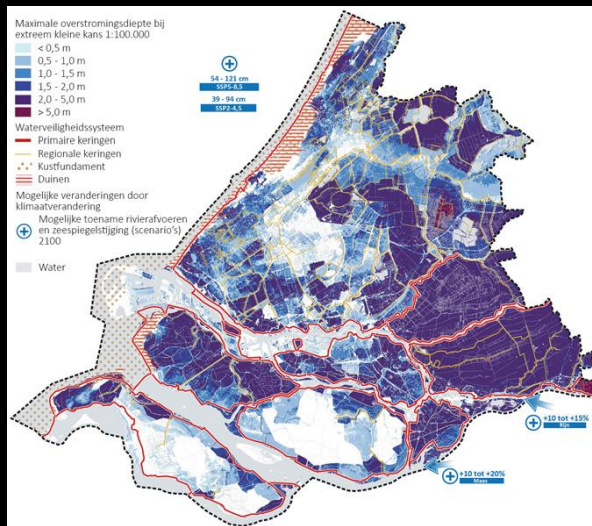 Maximale overstromingsdiepte bij
extreem kleine kans 1:100.000
< 0,5 m
0,5 - 1,0 m
1,0 - 1,5 m
1,5 - 2,0 m
2,0 - 5,0 m
> 5,0 m
Waterveiligheidssysteem
Primaire keringen
Regionale keringen
Kustfundament
Duinen
Mogelijke veranderingen door
klimaatverandering
Mogelijke toename rivierafvoeren
en zeespiegelstijging (scenario's)
2100
Water
54 - 121 cm
SSP5-8,5
39 - 94 cm
SSP2-4,5
+10 tot +15%
Rijn
+10 tot +20%
Maas